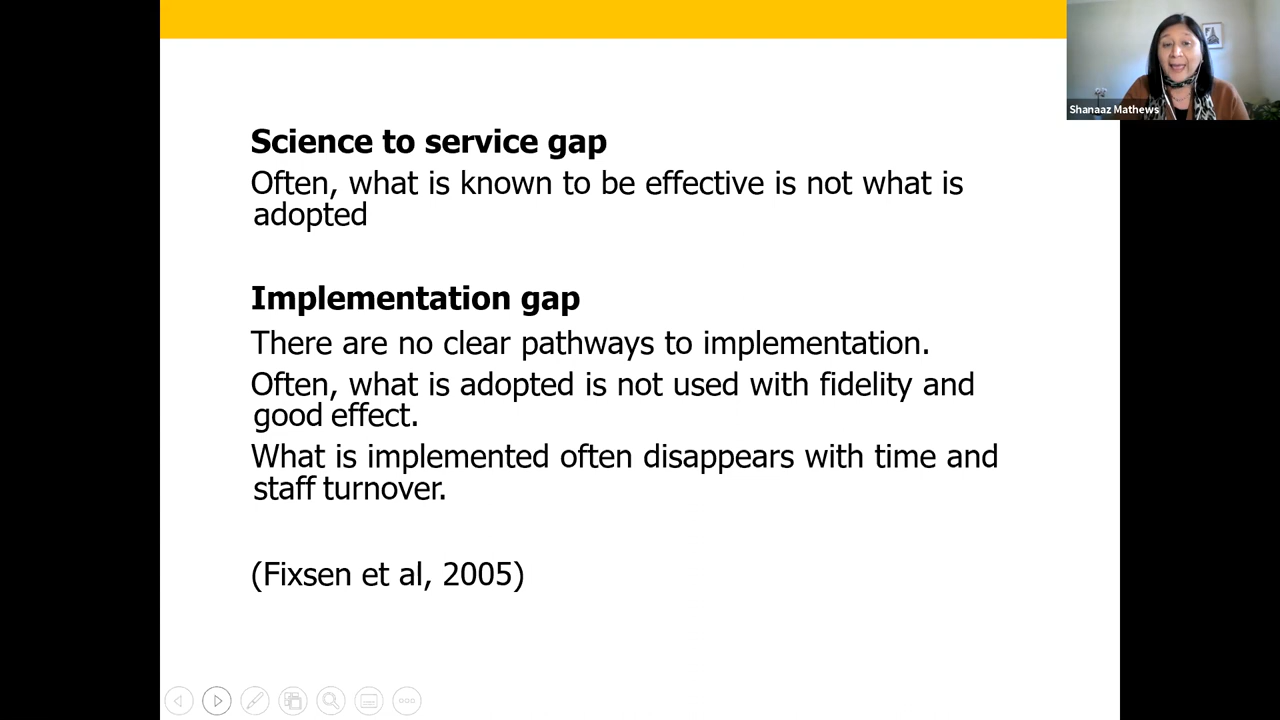 Shanaaz Mathews
Science to service gap
Often, what is known to be effective is not what is
adopted
Implementation gap
There are no clear pathways to implementation.
Often, what is adopted is not used with fidelity and
good effect.
What is implemented often disappears with time and
staff turnover.
(Fixsen et al, 2005)